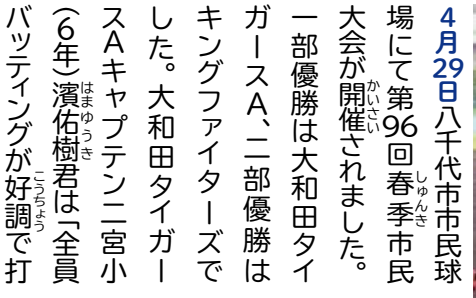 4月29日八千代市市民球
場にて第96回春季市民
大会が開催されました。
一部優勝は大和田タイ
ガースA、二部優勝は
キングファイターズで
した。大和田タイガー
スAキャプテン二宮小
(6年)濱佑樹君は「全員
バッティングが好調で打